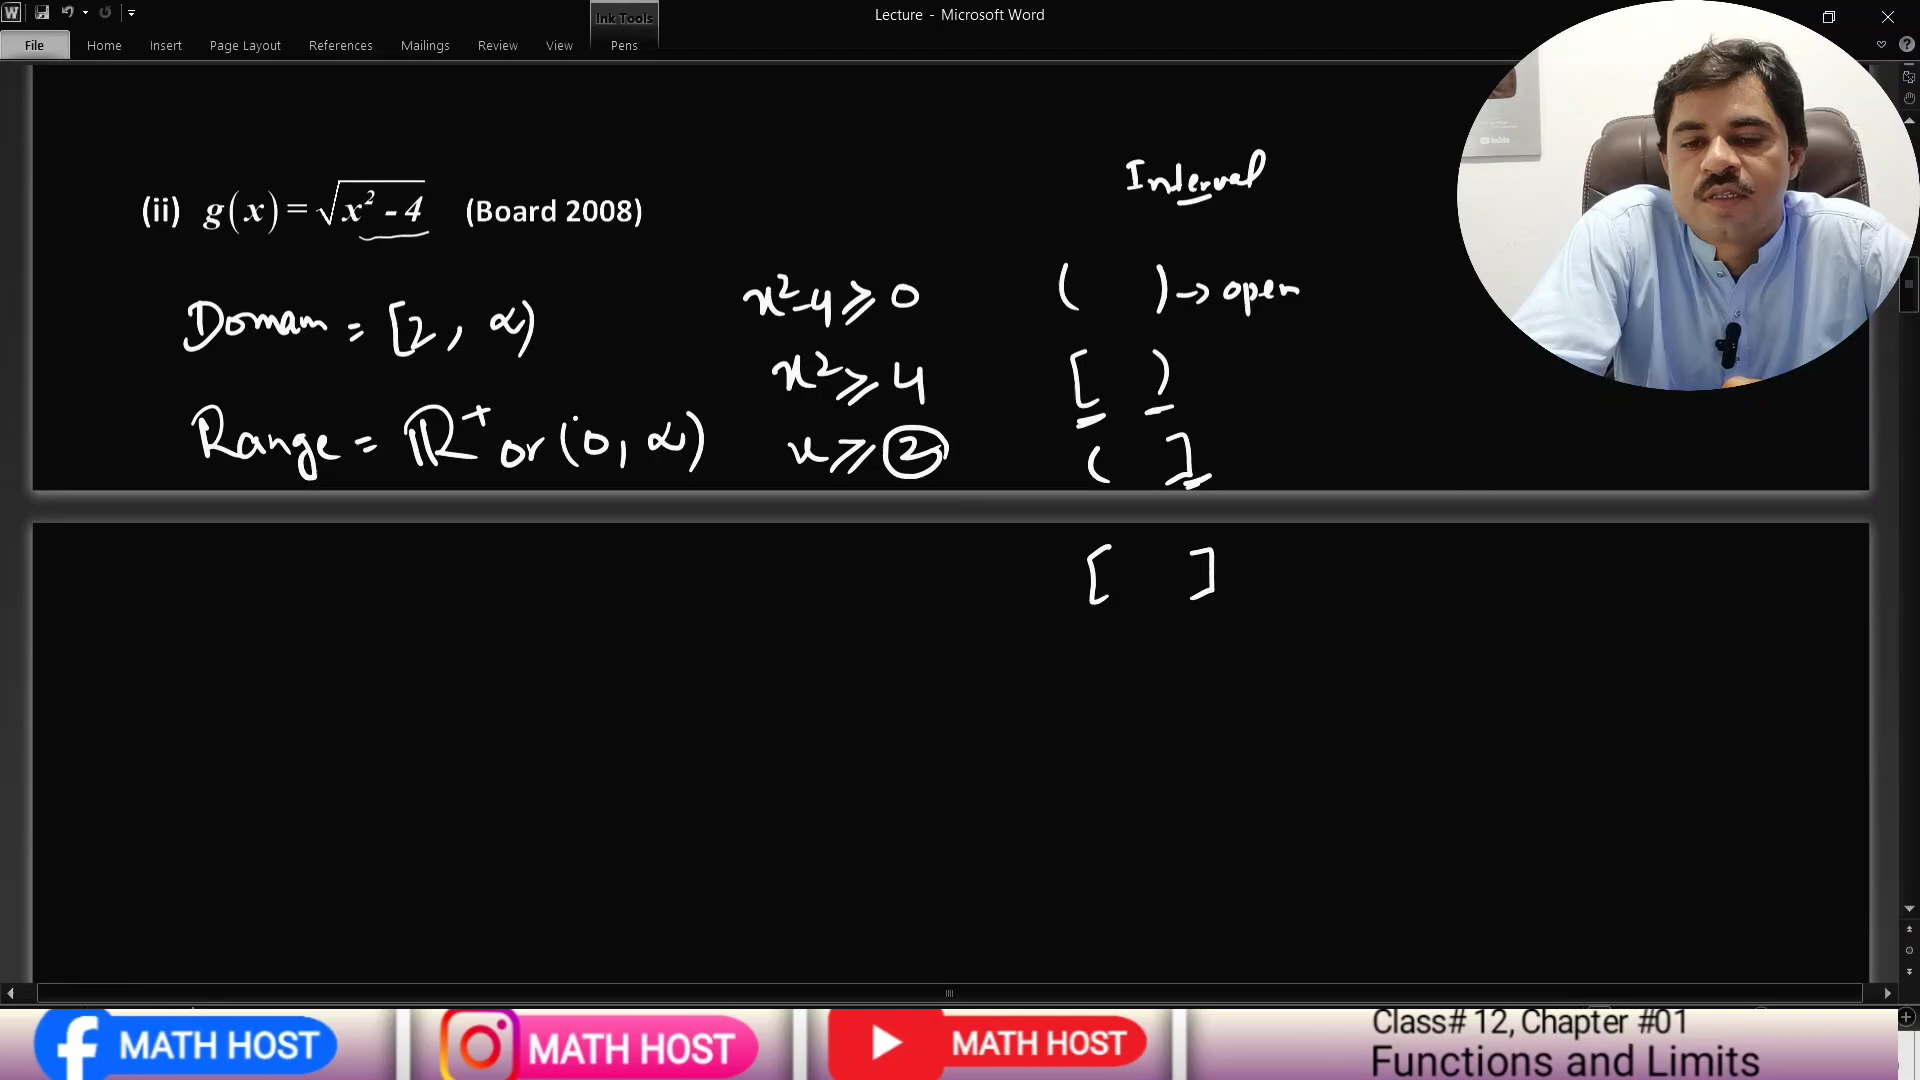 Lecture - Microsoft Word
Ink Tools
File Home Insert Page Layout References Mailings Review View Pens
Interval
(ii) g(x) = √x² - 4 (Board 2008)
x²-4 ⩾ 0
( ) → open
Domain = [2, ∝)
x² ⩾ 4
[ )
Range = ℝ⁺ or (0, ∝)
x ⩾ 2
( ]
[ ]
MATH HOST MATH HOST MATH HOST
Class# 12, Chapter #01
Functions and Limits